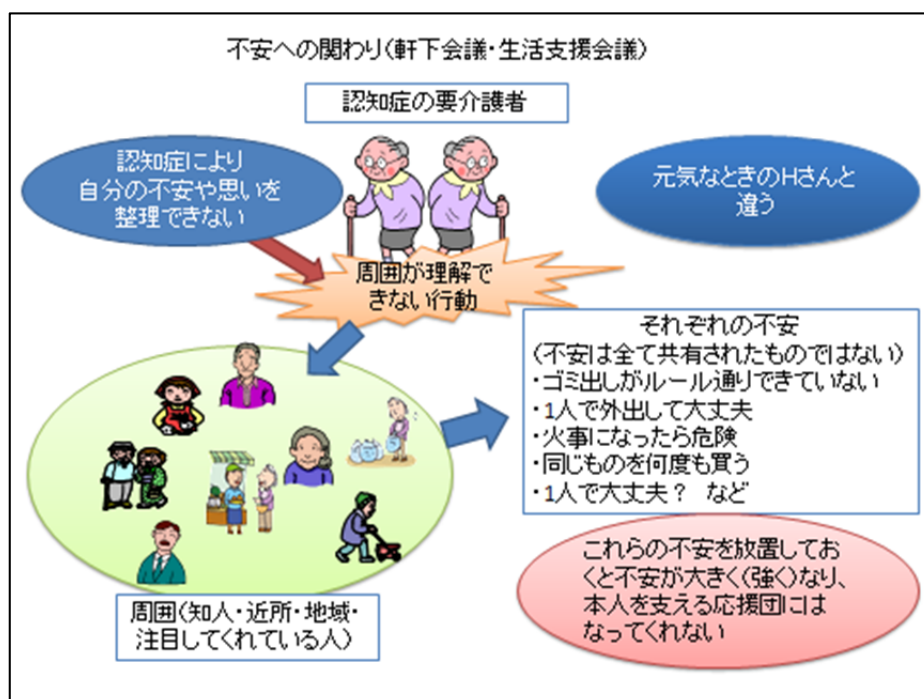 不安への関わり(軒下会議・生活支援会議)
認知症の要介護者
認知症により
自分の不安や思いを
整理できない
元気なときのHさんと
違う
周囲が理解で
きない行動
それぞれの不安
(不安は全て共有されたものではない)
・ゴミ出しがルール通りできていない
・1人で外出して大丈夫
・火事になったら危険
・同じものを何度も買う
・1人で大丈夫? など
これらの不安を放置してお
くと不安が大きく(強く)なり、
本人を支える応援団には
なってくれない
周囲(知人・近所・地域・
注目してくれている人)